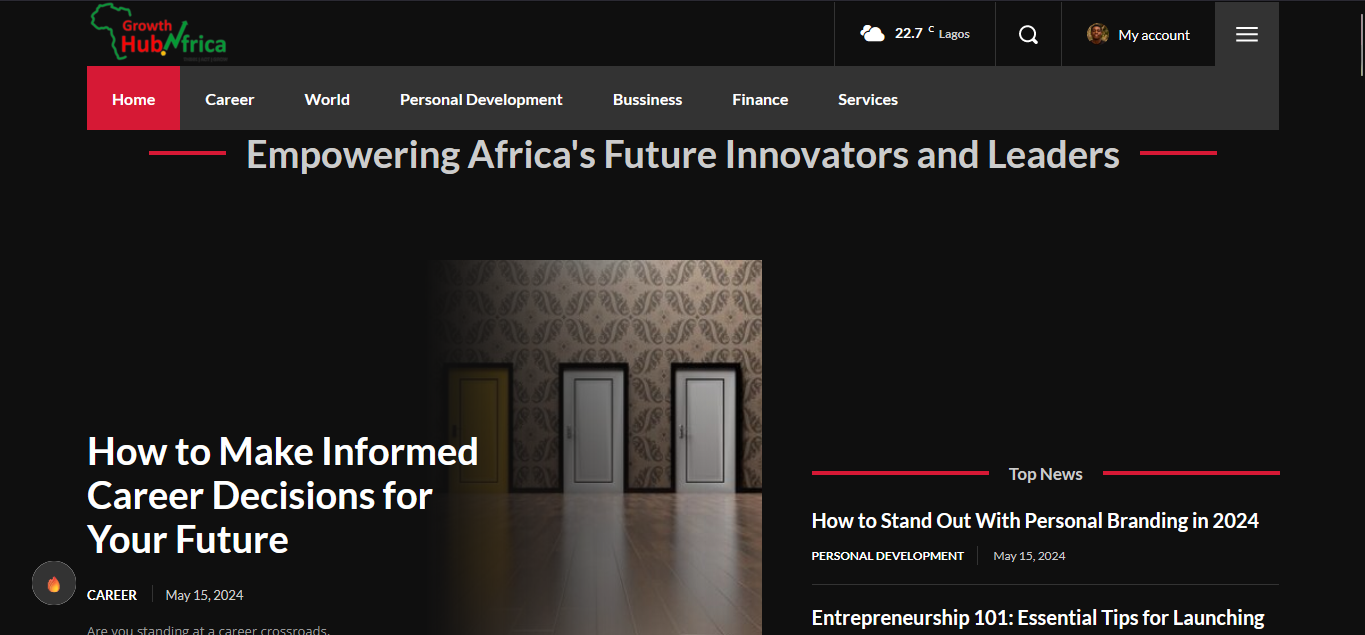 Growth
HubAfrica
22.7 C Lagos
My account
Home Career World Personal Development Bussiness Finance Services
Empowering Africa's Future Innovators and Leaders
How to Make Informed
Career Decisions for
Your Future
CAREER May 15, 2024
Are you standing at a career crossroads,
Top News
How to Stand Out With Personal Branding in 2024
PERSONAL DEVELOPMENT May 15, 2024
Entrepreneurship 101: Essential Tips for Launching